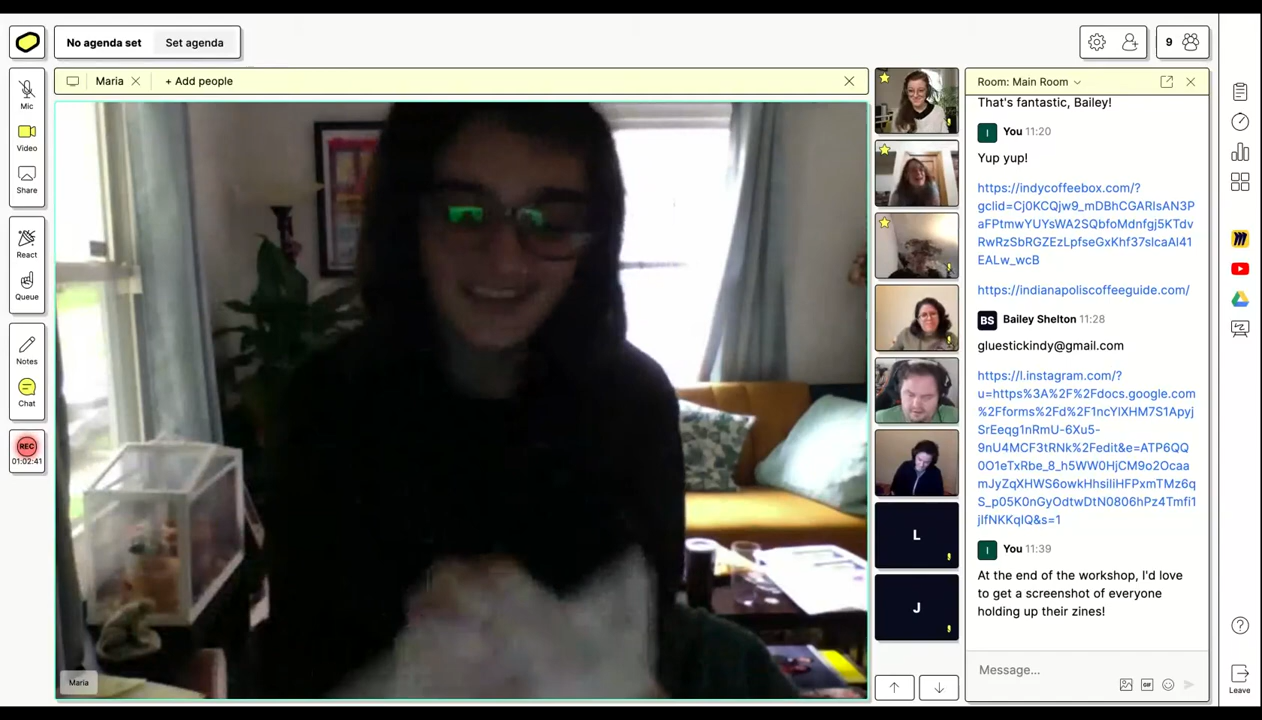 No agenda set
Set agenda
9
Maria
+ Add people
Room: Main Room
Mic
Video
Share
React
Queue
Notes
Chat
REC
01:02:41
Maria
L
J
That's fantastic, Bailey!
I
You 11:20
Yup yup!
https://indycoffeebox.com/?
gclid=Cj0KCQjw9_mDBhCGARIsAN3P
aFPtmwYUYsWA2SQbfoMdnfgj5KTdv
RwRzSbRGZEzLpfseGxKhf37slcaAl41
EALw_wcB
https://indianapoliscoffeeguide.com/
BS
Bailey Shelton 11:28
gluestickindy@gmail.com
https://l.instagram.com/?
u=https%3A%2F%2Fdocs.google.com
%2Fforms%2Fd%2F1ncYlXHM7S1Apyj
SrEeqg1nRmU-6Xu5-
9nU4MCF3tRNk%2Fedit&e=ATP6QQ
0O1eTxRbe_8_h5WW0HjCM9o2Ocaa
mJyZqXHWS6owkHhsiliHFPxmTMz6q
S_p05K0nGyOdtwDtN0806hPz4Tmfi1
jlfNKKqlQ&s=1
I
You 11:39
At the end of the workshop, I'd love
to get a screenshot of everyone
holding up their zines!
Message...
GIF
Leave